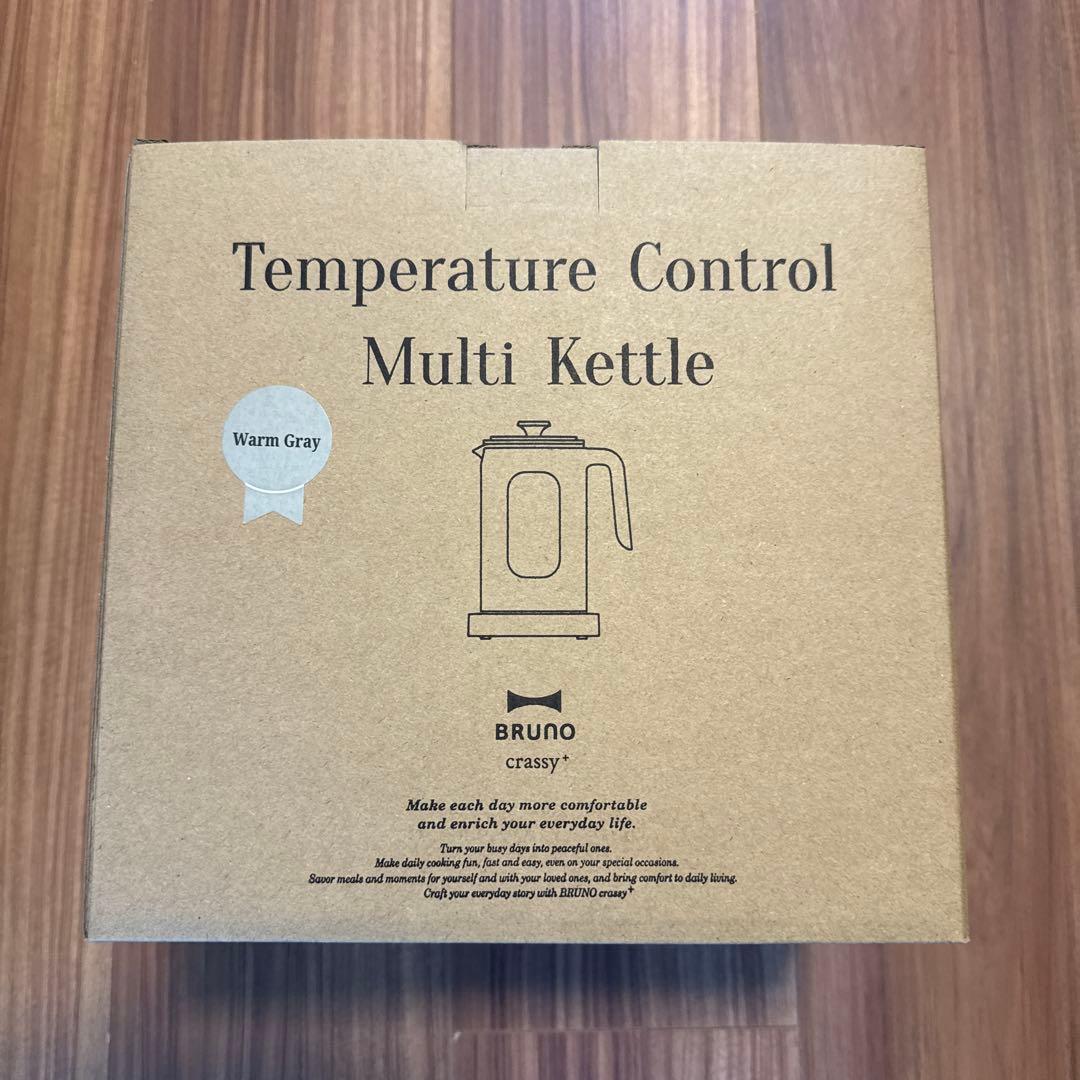 Temperature Control
Multi Kettle
Warm Gray
BRUNO
crassy+
Make each day more comfortable
and enrich your everyday life.
Turn your busy days into peaceful ones.
Make daily cooking fun, fast and easy, even on your special occasions.
Savor meals and moments for yourself and with your loved ones, and bring comfort to daily living.
Craft your everyday story with BRUNO crassy+